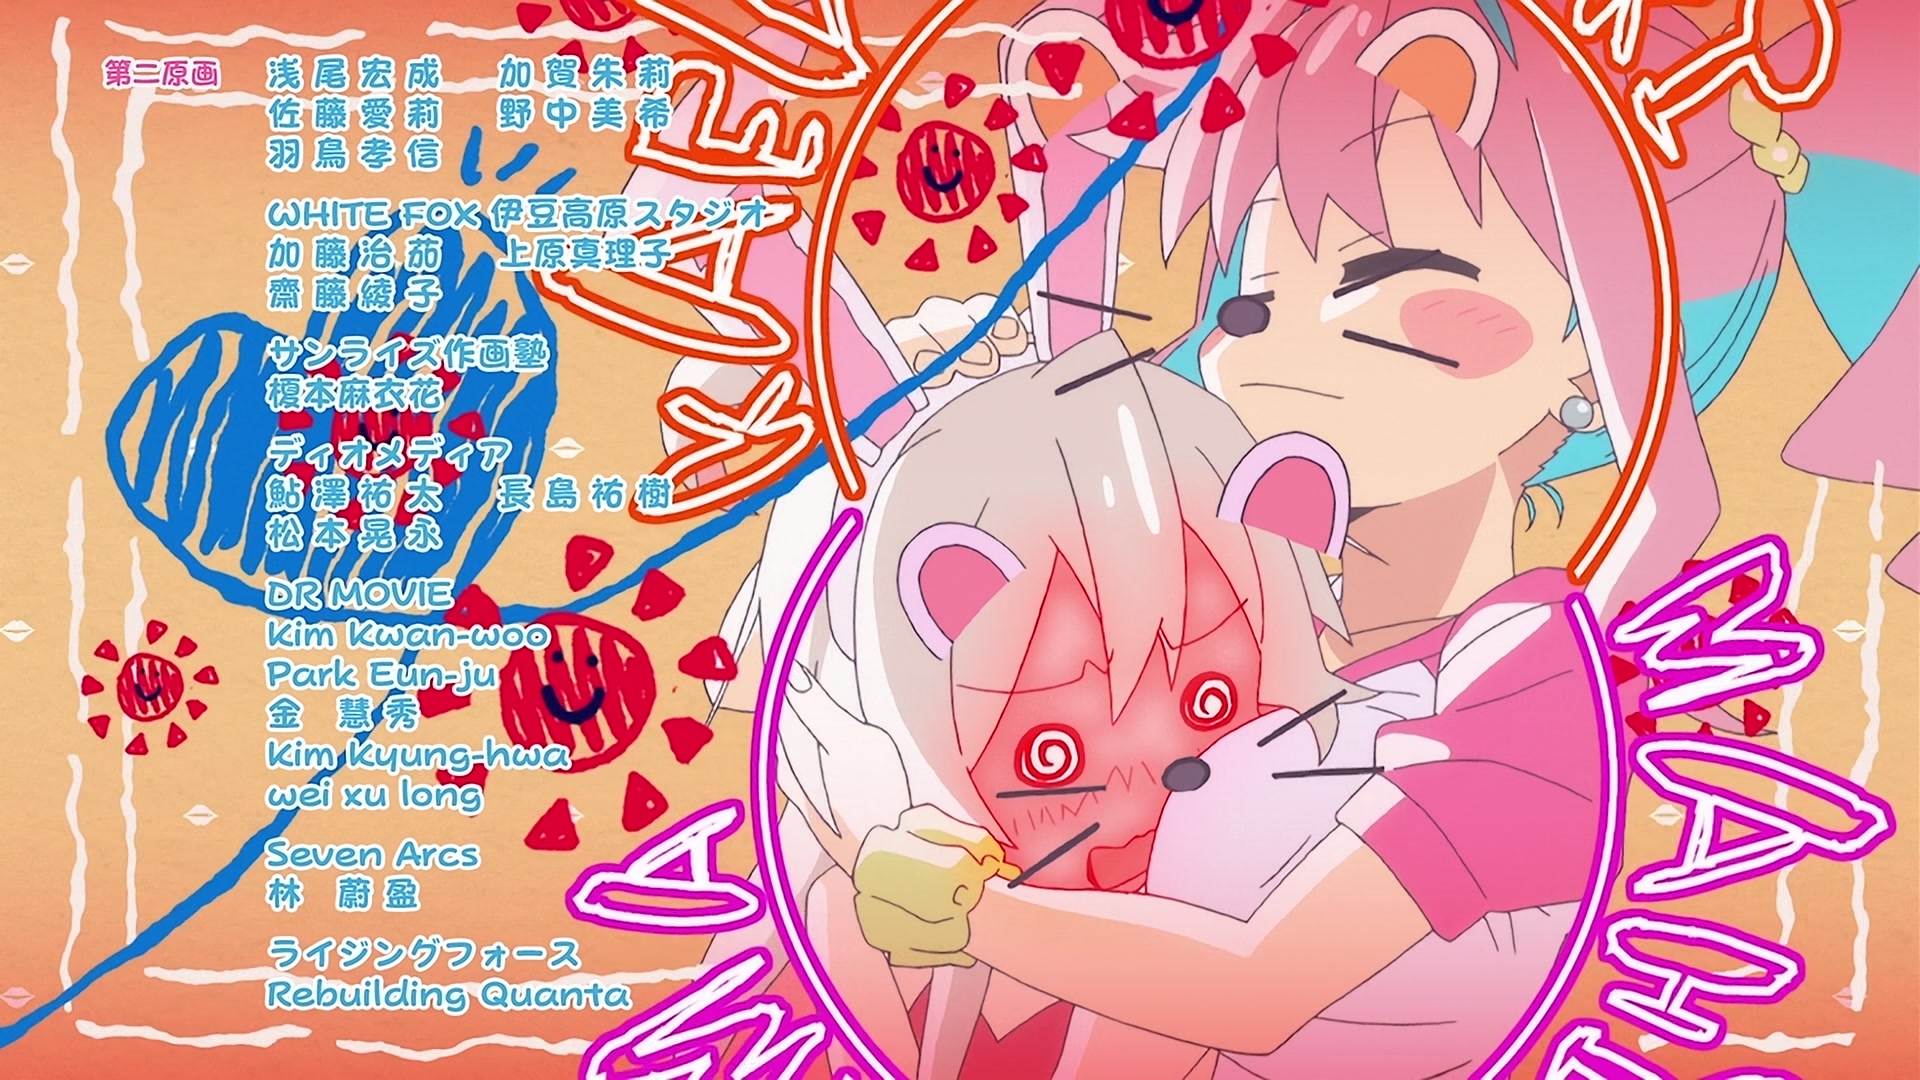 第二原画
浅尾宏成 加賀朱莉
佐藤愛莉 野中美希
羽鳥孝信
WHITE FOX 伊豆高原スタジオ
加藤治茄 上原真理子
齋藤綾子
サンライズ作画塾
榎本麻衣花
ディオメディア
鮎澤祐太 長島祐樹
松本晃永
DR MOVIE
Kim Kwan-woo
Park Eun-ju
金 慧秀
Kim Kyung-hwa
wei xu long
Seven Arcs
林 蔚盈
ライジングフォース
Rebuilding Quanta
KAEDE
MAHIRO